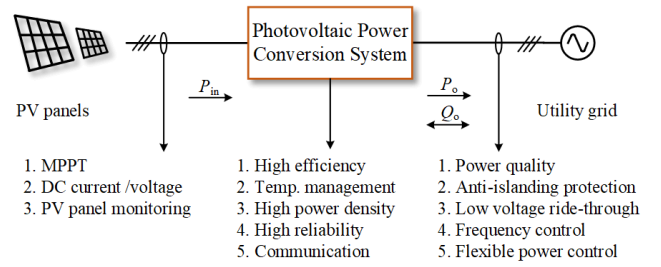 Photovoltaic Power
Conversion System
P_in
P_o
Q_o
PV panels
Utility grid
1. MPPT
2. DC current /voltage
3. PV panel monitoring
1. High efficiency
2. Temp. management
3. High power density
4. High reliability
5. Communication
1. Power quality
2. Anti-islanding protection
3. Low voltage ride-through
4. Frequency control
5. Flexible power control